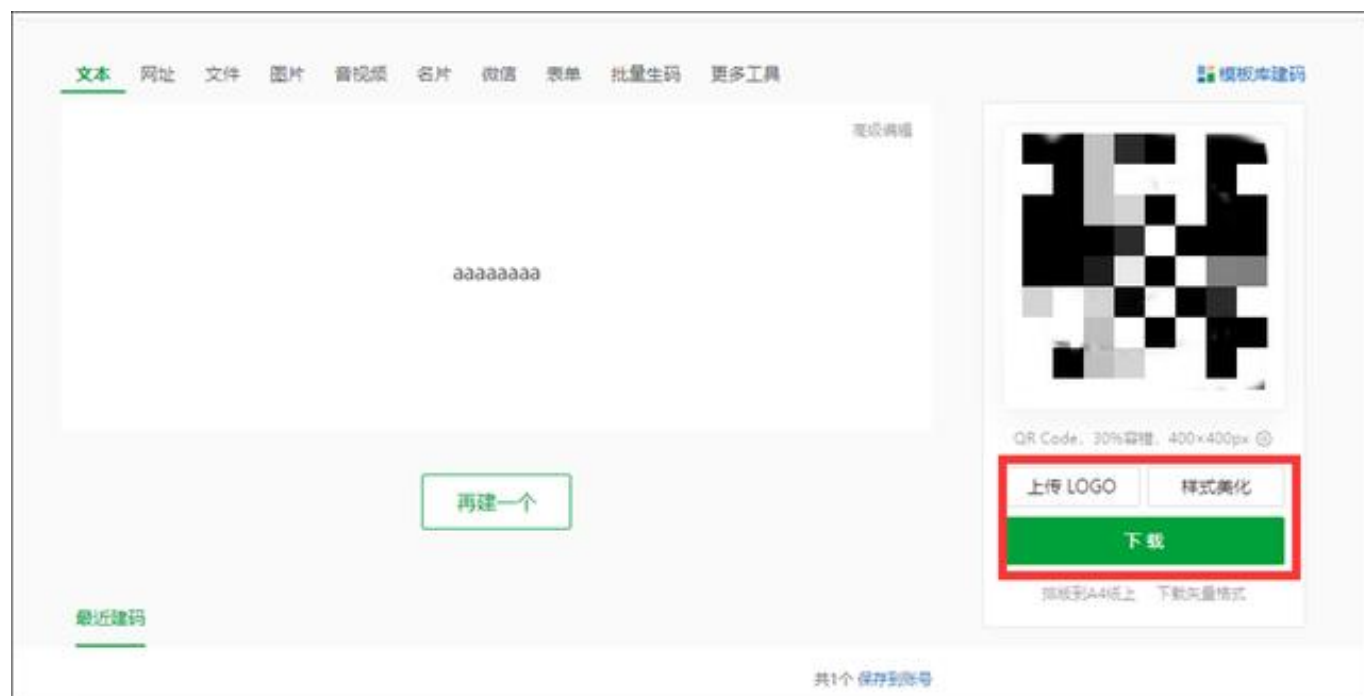 文本 网址 文件 图片 音视频 名片 微信 表单 批量生码 更多工具
模板库建码
高级编辑
aaaaaaaa
QR Code, 30%容错, 400×400px
上传 LOGO 样式美化
再建一个
下载
排版到A4纸上 下载矢量格式
最近建码
共1个 保存到账号